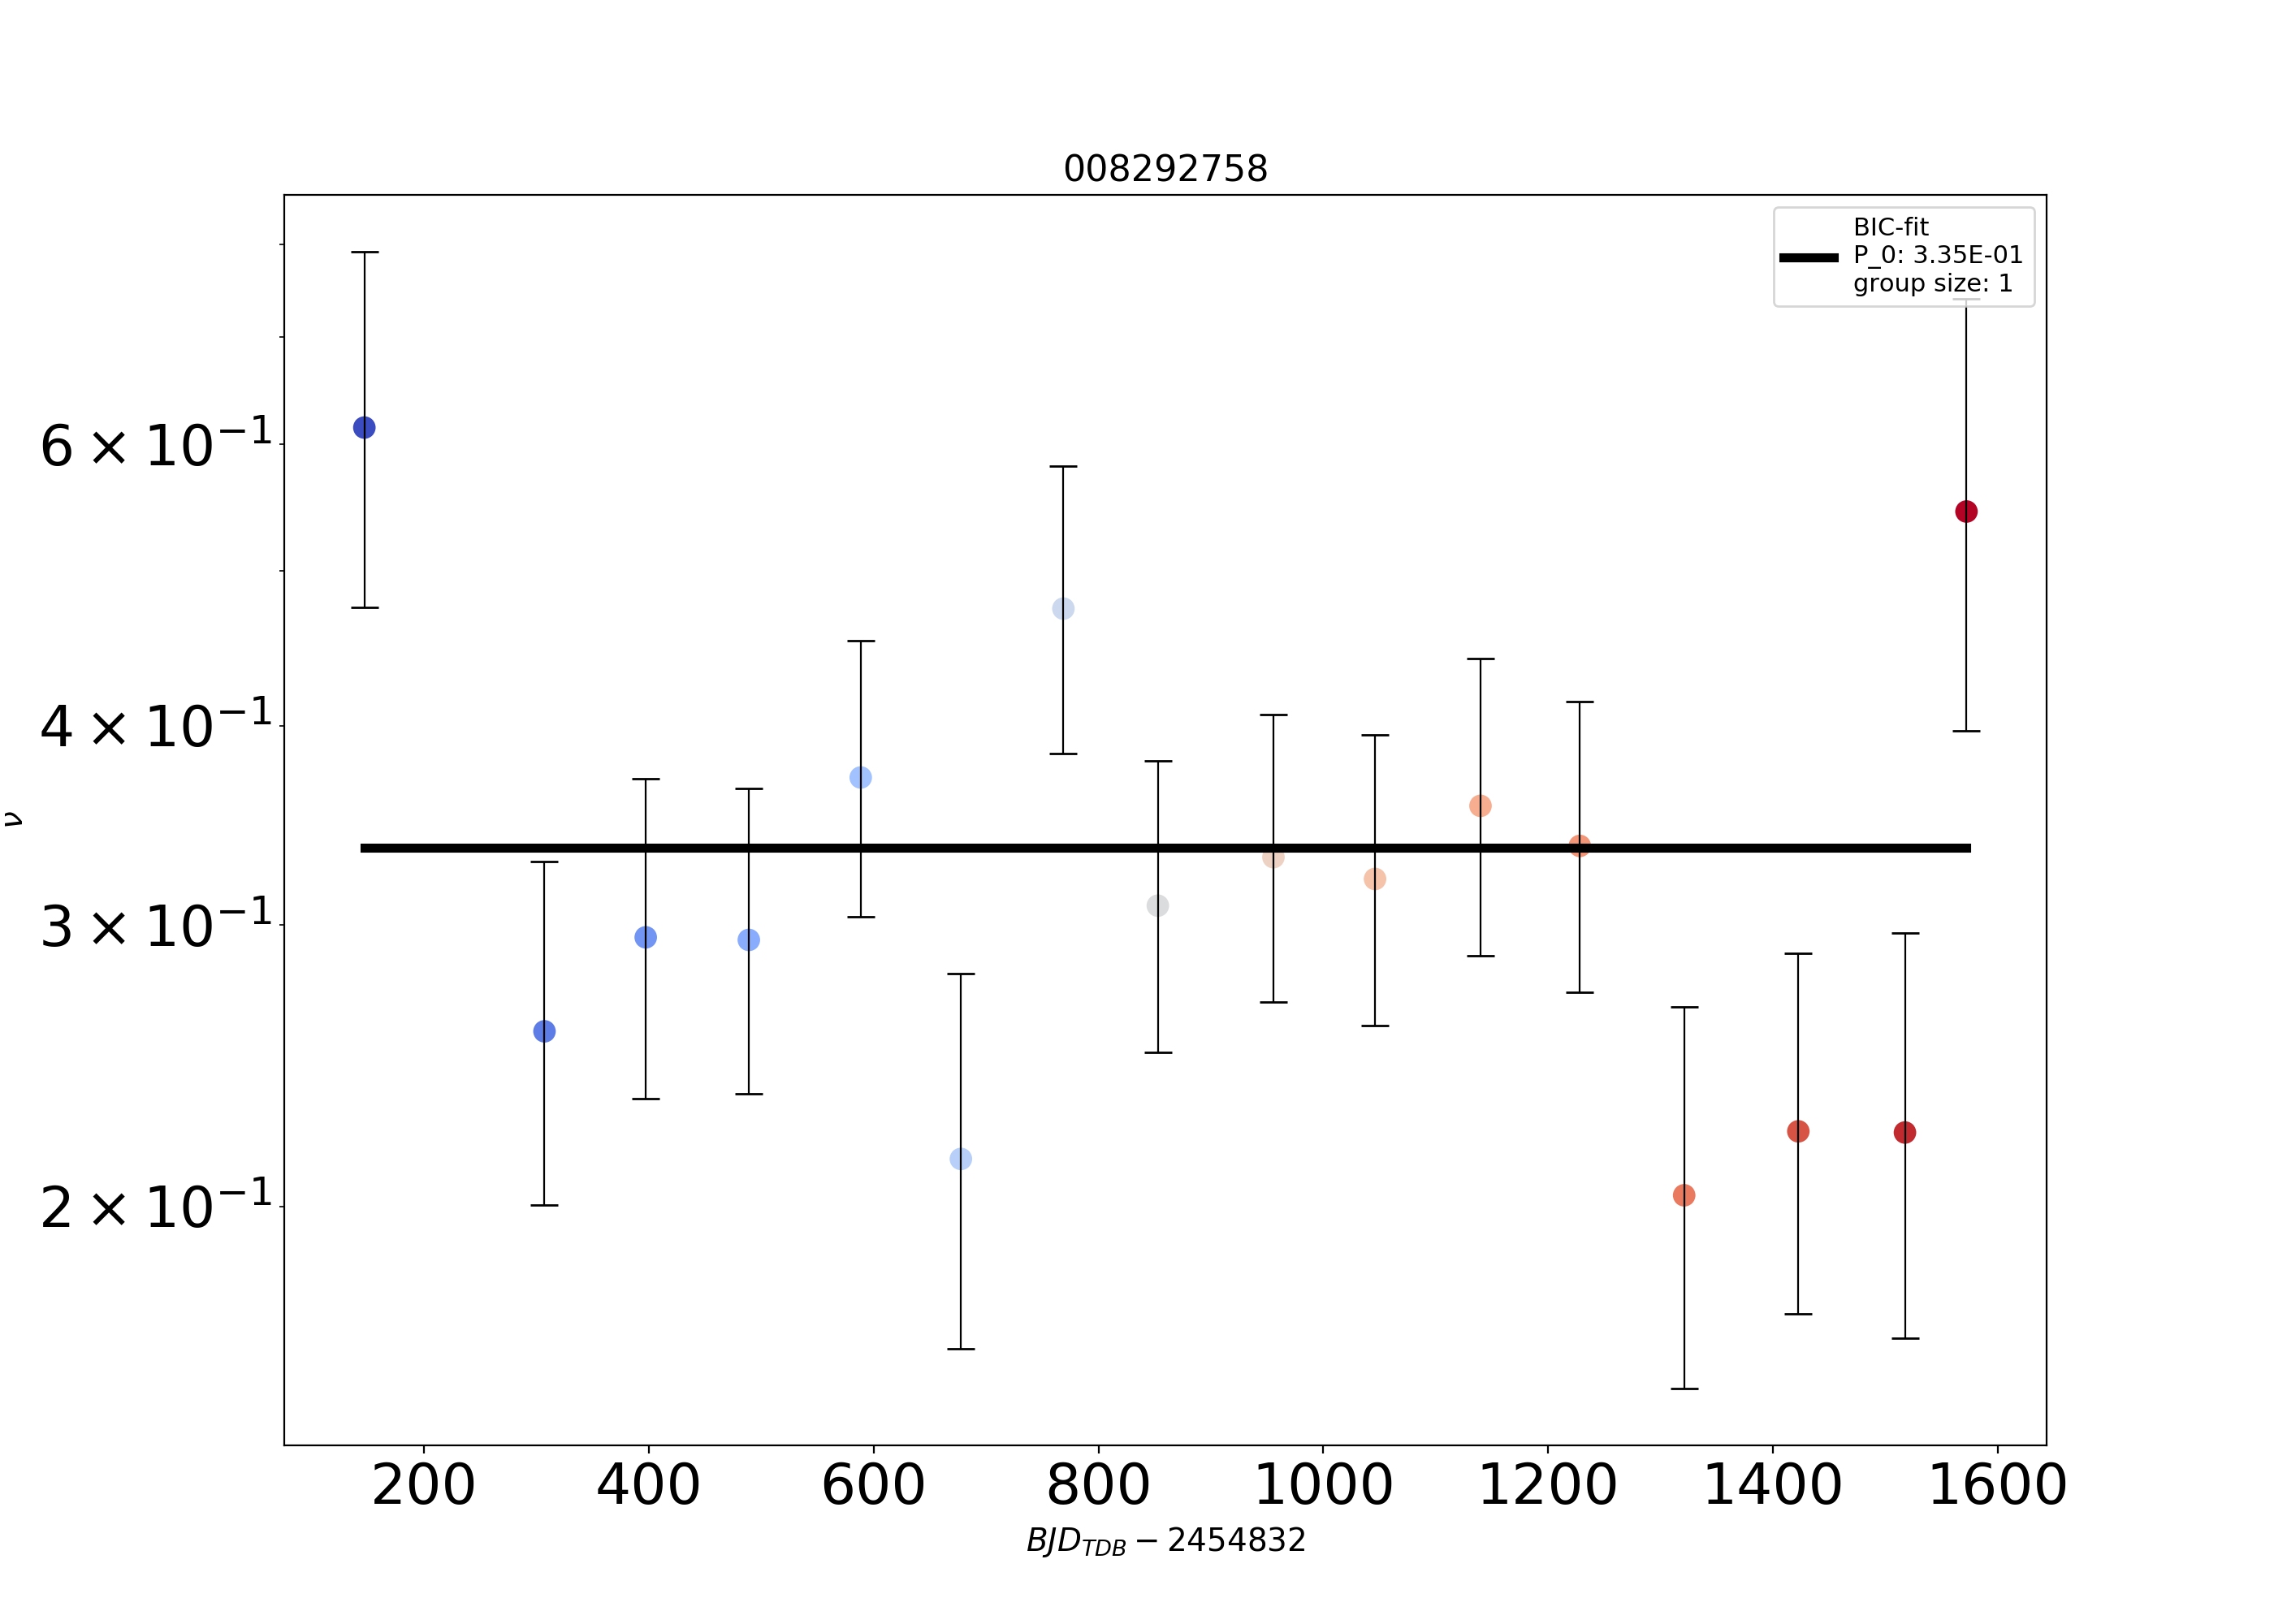 008292758
BIC-fit
P_0: 3.35E-01
group size: 1
6 × 10⁻¹
4 × 10⁻¹
3 × 10⁻¹
2 × 10⁻¹
ν
200 400 600 800 1000 1200 1400 1600
BJD_TDB − 2454832